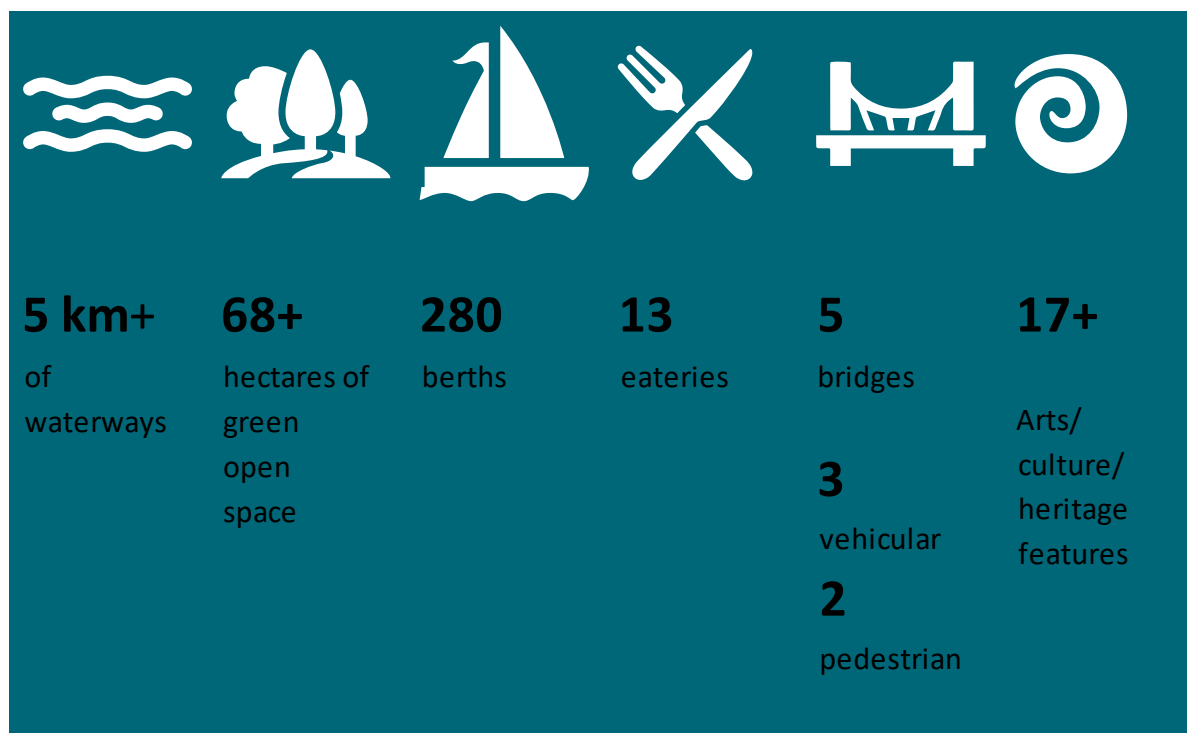 5 km+
of
waterways
68+
hectares of
green
open
space
280
berths
13
eateries
5
bridges
3
vehicular
2
pedestrian
17+
Arts/
culture/
heritage
features